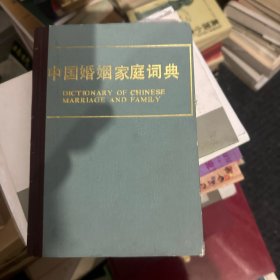 中国婚姻家庭词典
DICTIONARY OF CHINESE
MARRIAGE AND FAMILY